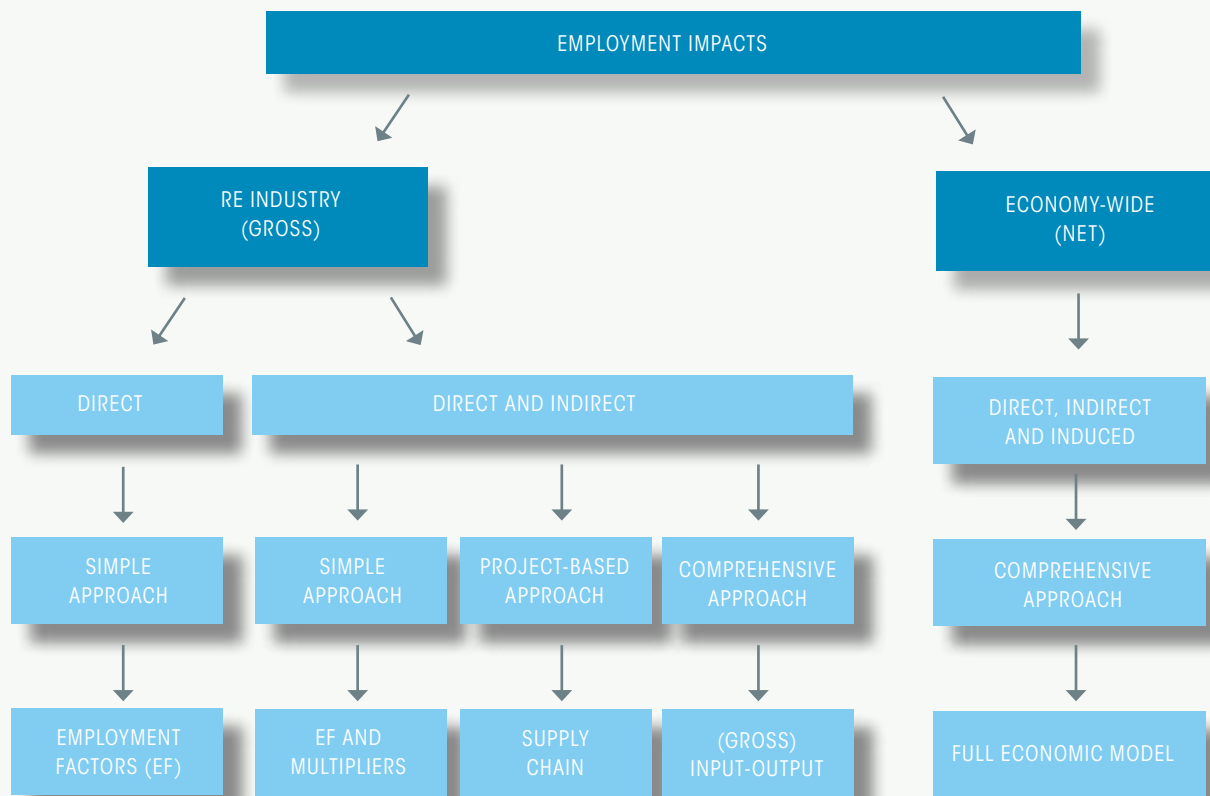 EMPLOYMENT IMPACTS
RE INDUSTRY
(GROSS)
ECONOMY-WIDE
(NET)
DIRECT
DIRECT AND INDIRECT
DIRECT, INDIRECT
AND INDUCED
SIMPLE
APPROACH
SIMPLE
APPROACH
PROJECT-BASED
APPROACH
COMPREHENSIVE
APPROACH
COMPREHENSIVE
APPROACH
EMPLOYMENT
FACTORS (EF)
EF AND
MULTIPLIERS
SUPPLY
CHAIN
(GROSS)
INPUT-OUTPUT
FULL ECONOMIC MODEL